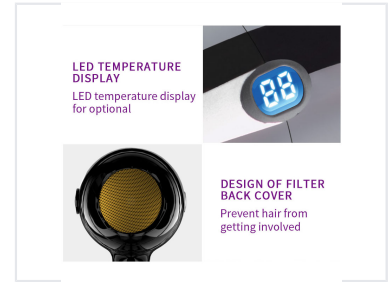 LED TEMPERATURE
DISPLAY
LED temperature display
for optional
88
DESIGN OF FILTER
BACK COVER
Prevent hair from
getting involved